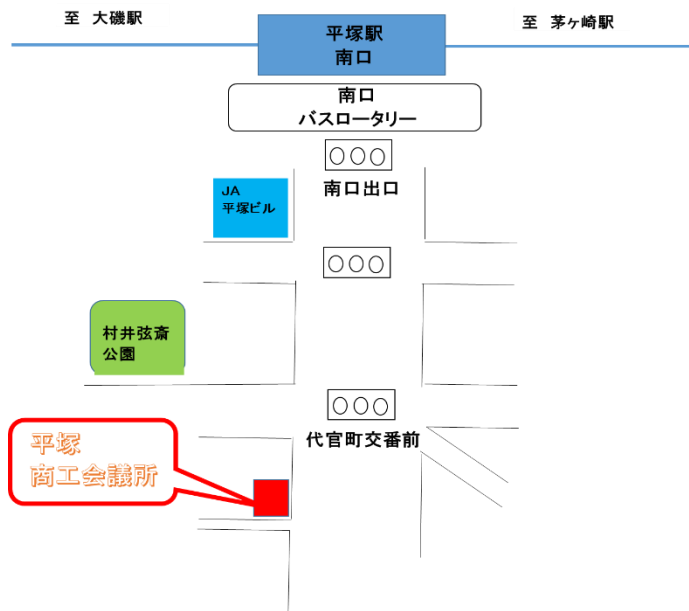 至 大磯駅
平塚駅
南口
至 茅ヶ崎駅
南口
バスロータリー
南口出口
JA
平塚ビル
村井弦斎
公園
代官町交番前
平塚
商工会議所